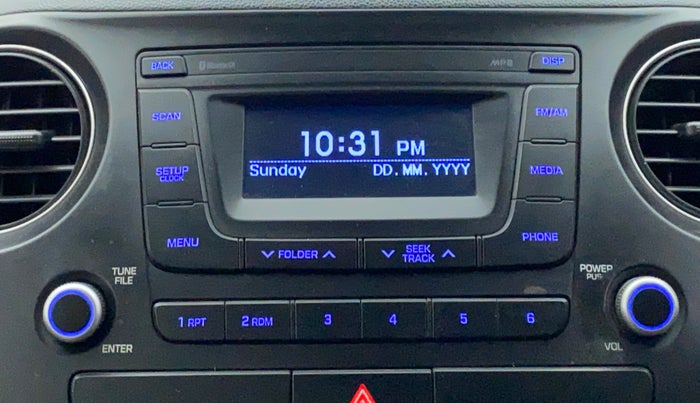 BACK
Bluetooth
MP3
DISP
SCAN
10:31 PM
FM/AM
SETUP
CLOCK
Sunday DD.MM.YYYY
MEDIA
MENU
FOLDER
SEEK
TRACK
PHONE
TUNE
FILE
POWER
PUSH
1 RPT
2 RDM
3
4
5
6
ENTER
VOL